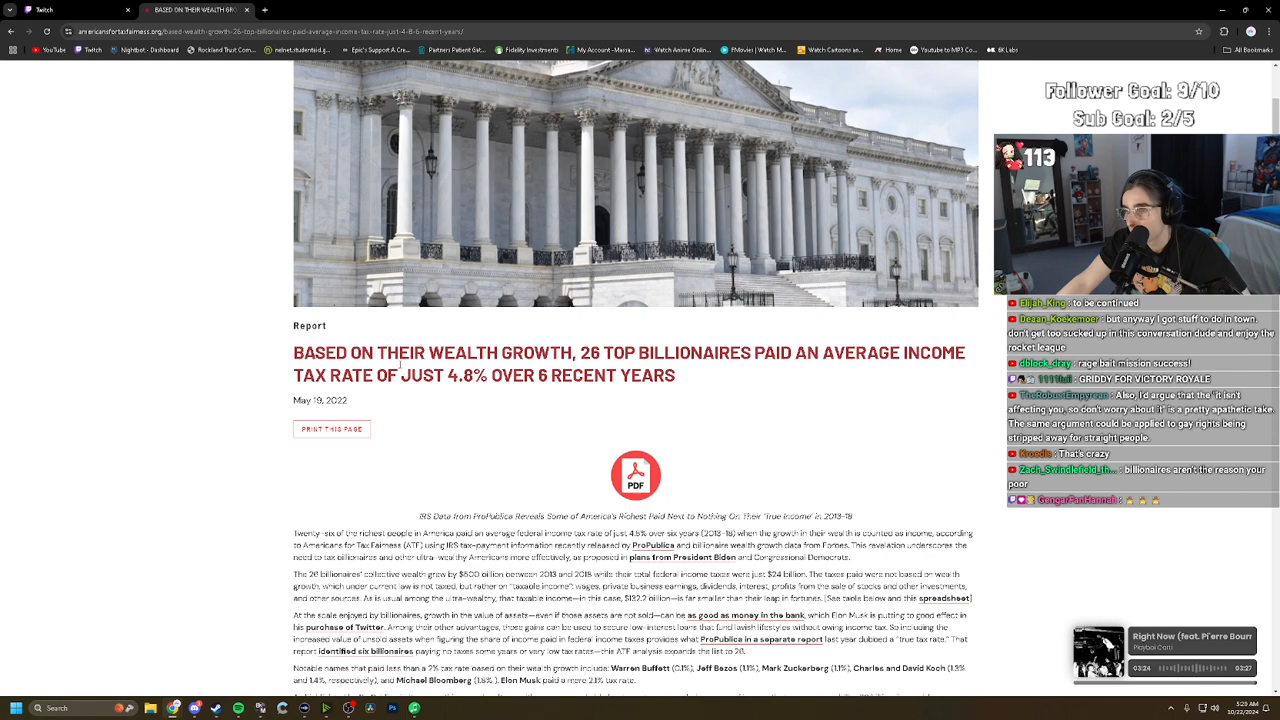 Twitch
BASED ON THEIR WEALTH GRO
americansfortaxfairness.org/based-wealth-growth-26-top-billionaires-paid-average-income-tax-rate-just-4-8-6-recent-years/
YouTube
Twitch
Nightbot - Dashboard
Rockland Trust Com...
nelnet.studentaid.g...
Epic's Support-A-Cre...
Partners Patient Gat...
Fidelity Investments
My Account - Massa...
Watch Anime Onlin...
FMovies | Watch M...
Watch Cartoons an...
Home
Youtube to MP3 Co...
6K Labs
All Bookmarks
Follower Goal: 9/10
Sub Goal: 2/5
113
Report
BASED ON THEIR WEALTH GROWTH, 26 TOP BILLIONAIRES PAID AN AVERAGE INCOME
TAX RATE OF JUST 4.8% OVER 6 RECENT YEARS
May 19, 2022
PRINT THIS PAGE
PDF
IRS Data from ProPublica Reveals Some of America's Richest Paid Next to Nothing On Their 'True Income' in 2013-18
Twenty-six of the richest people in America paid an average federal income tax rate of just 4.8% over six years (2013-18) when the growth in their wealth is counted as income, according
to Americans for Tax Fairness (ATF) using IRS tax-payment information recently released by ProPublica and billionaire wealth growth data from Forbes. This revelation underscores the
need to tax billionaires and other ultra-wealthy Americans more effectively, as proposed in plans from President Biden and Congressional Democrats.
The 26 billionaires' collective wealth grew by $500 billion between 2013 and 2018 while their total federal income taxes were just $24 billion. The taxes paid were not based on wealth
growth, which under current law is not taxed, but rather on "taxable income": wages, private business earnings, dividends, interest, profits from the sale of stocks and other investments,
and other sources. As is usual among the ultra-wealthy, that taxable income—in this case, $132.2 billion—is far smaller than their leap in fortunes. [See table below and this spreadsheet]
At the scale enjoyed by billionaires, growth in the value of assets—even if those assets are not sold—can be as good as money in the bank, which Elon Musk is putting to good effect in
his purchase of Twitter. Among their other advantages, those gains can be used to secure low-interest loans that fund lavish lifestyles without owing income tax. So including the
increased value of unsold assets when figuring the share of income paid in federal income taxes provides what ProPublica in a separate report last year dubbed a "true tax rate." That
report identified six billionaires paying no taxes some years or very low tax rates—this ATF analysis expands the list to 26.
Notable names that paid less than a 2% tax rate based on their wealth growth include: Warren Buffett (0.1%), Jeff Bezos (1.1%), Mark Zuckerberg (1.1%), Charles and David Koch (1.3%
and 1.4%, respectively), and Michael Bloomberg (1.8%). Elon Musk paid a mere 2.1% tax rate.
Elijah_King : to be continued
Deaan_Koekemoer : but anyway I got stuff to do in town.
don't get too sucked up in this conversation dude and enjoy the
rocket league
dblock_dray : rage bait mission success!
: GRIDDY FOR VICTORY ROYALE
TheRobustEmpyrean : Also, I'd argue that the "it isn't
affecting you, so don't worry about it" is a pretty apathetic take.
The same argument could be applied to gay rights being
stripped away for straight people.
: That's crazy
Zach_Swindlefield_th... : billionaires aren't the reason your
poor
GengarFanHannah :
Right Now (feat. Pi'erre Bourr
Playboi Carti
03:24
03:27
Search
5:29 AM
10/22/2024